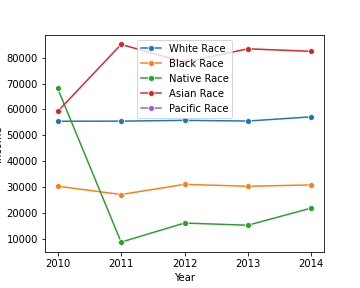 White Race
Black Race
Native Race
Asian Race
Pacific Race
80000
70000
60000
50000
40000
30000
20000
10000
2010
2011
2012
2013
2014
Year